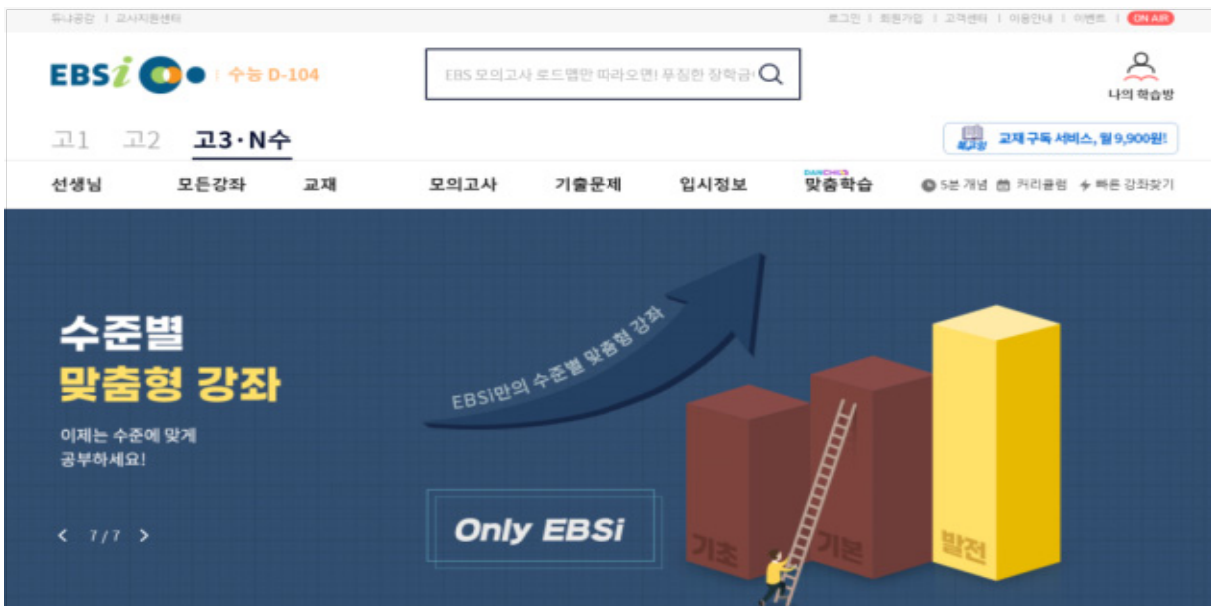 듀냐공감 | 교사지원센터
로그인 | 회원가입 | 고객센터 | 이용안내 | 이벤트 | ON AIR
EBSi
수능 D-104
EBS 모의고사 로드맵만 따라오면! 푸짐한 장학금
나의 학습방
고1 고2 고3·N수
교재 구독 서비스, 월 9,900원!
선생님 모든강좌 교재 모의고사 기출문제 입시정보 맞춤학습 5분 개념 커리큘럼 빠른 강좌찾기
수준별
맞춤형 강좌
이제는 수준에 맞게
공부하세요!
7/7
EBSi만의 수준별 맞춤형 강좌
Only EBSi
기초 기본 발전